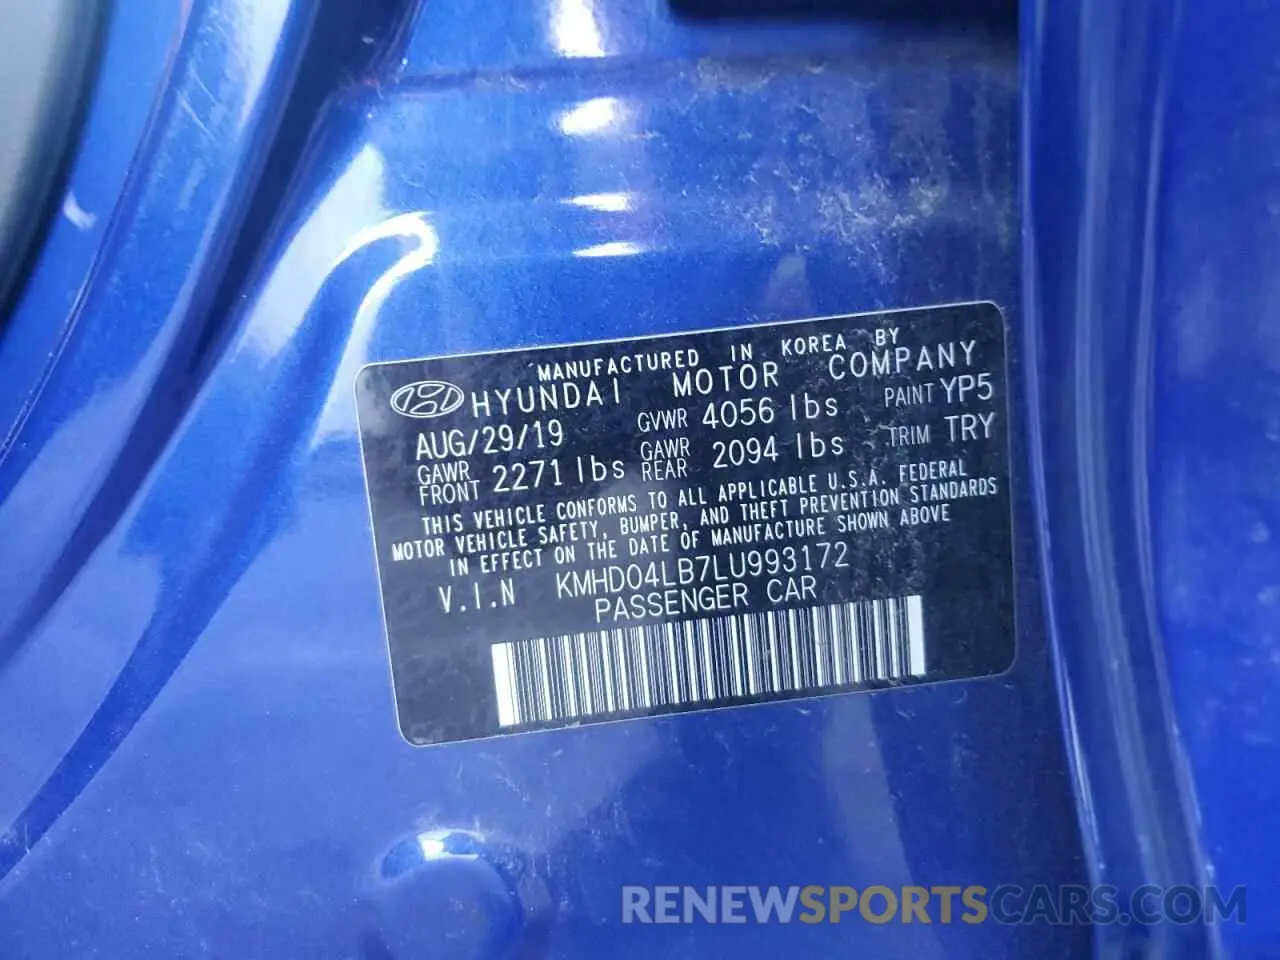 MANUFACTURED IN KOREA BY
HYUNDAI MOTOR COMPANY
AUG/29/19 GVWR 4056 lbs PAINT YP5
GAWR FRONT 2271 lbs GAWR REAR 2094 lbs TRIM TRY
THIS VEHICLE CONFORMS TO ALL APPLICABLE U.S.A. FEDERAL
MOTOR VEHICLE SAFETY, BUMPER, AND THEFT PREVENTION STANDARDS
IN EFFECT ON THE DATE OF MANUFACTURE SHOWN ABOVE
V.I.N KMHD04LB7LU993172
PASSENGER CAR
RENEWSPORTSCARS.COM